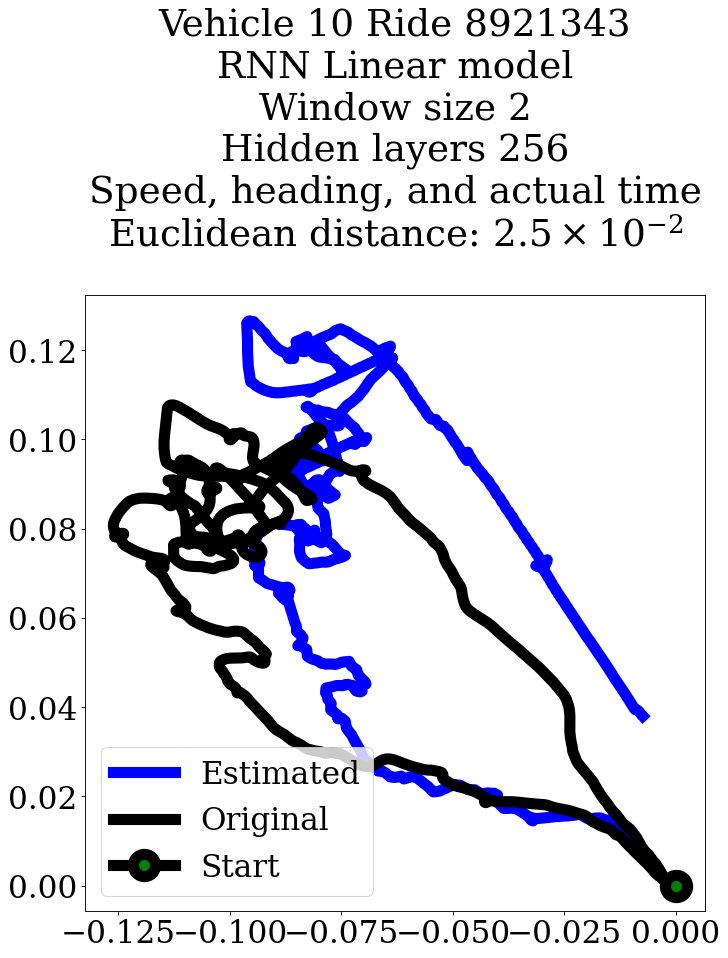 Vehicle 10 Ride 8921343
RNN Linear model
Window size 2
Hidden layers 256
Speed, heading, and actual time
Euclidean distance: 2.5 × 10⁻²
0.12
0.10
0.08
0.06
0.04
0.02
0.00
Estimated
Original
Start
−0.125 −0.100 −0.075 −0.050 −0.025 0.000